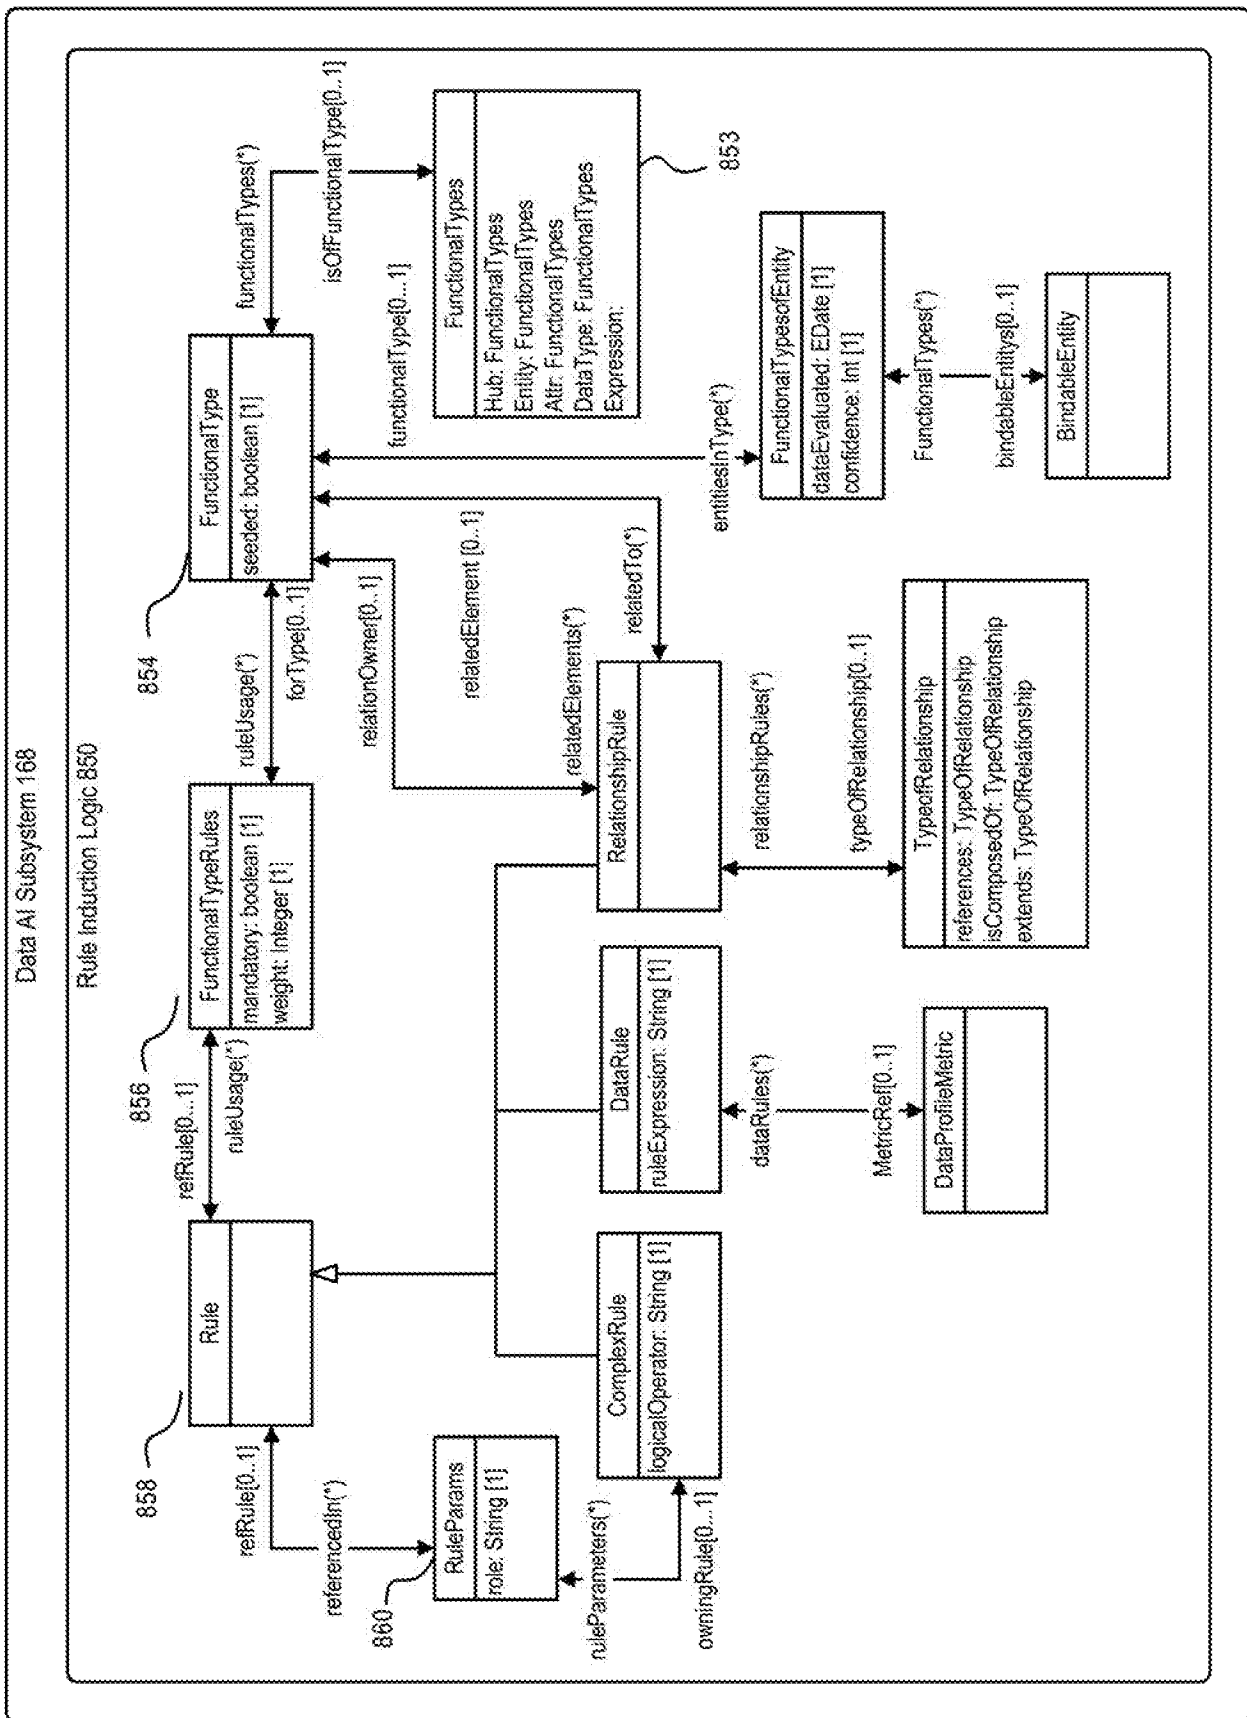 Data AI Subsystem 168
Rule Induction Logic 850
858
Rule
refRule[0...1]
ruleUsage(*)
856
FunctionalTypeRules
mandatory: boolean [1]
weight: Integer [1]
ruleUsage(*)
forType[0..1]
854
FunctionalType
seeded: boolean [1]
functionalTypes(*)
isOfFunctionalType[0..1]
refRule[0..1]
referencedIn(*)
860
RuleParams
role: String [1]
ruleParameters(*)
owningRule[0...1]
relationOwner[0..1]
relatedElement [0..1]
functionalType[0..1]
FunctionalTypes
Hub: FunctionalTypes
Entity: FunctionalTypes
Attr: FunctionalTypes
DataType: FunctionalTypes
Expression:
853
ComplexRule
logicalOperator: String [1]
DataRule
ruleExpression: String [1]
relatedElements(*)
RelationshipRule
relatedTo(*)
entitiesInType(*)
FunctionalTypesofEntity
dataEvaluated: EDate [1]
confidence: Int [1]
dataRules(*)
MetricRef[0..1]
relationshipRules(*)
typeOfRelationship[0..1]
FunctionalTypes(*)
bindableEntitys[0..1]
DataProfileMetric
TypeofRelationship
references: TypeOfRelationship
isComposedOf: TypeOfRelationship
extends: TypeOfRelationship
BindableEntity